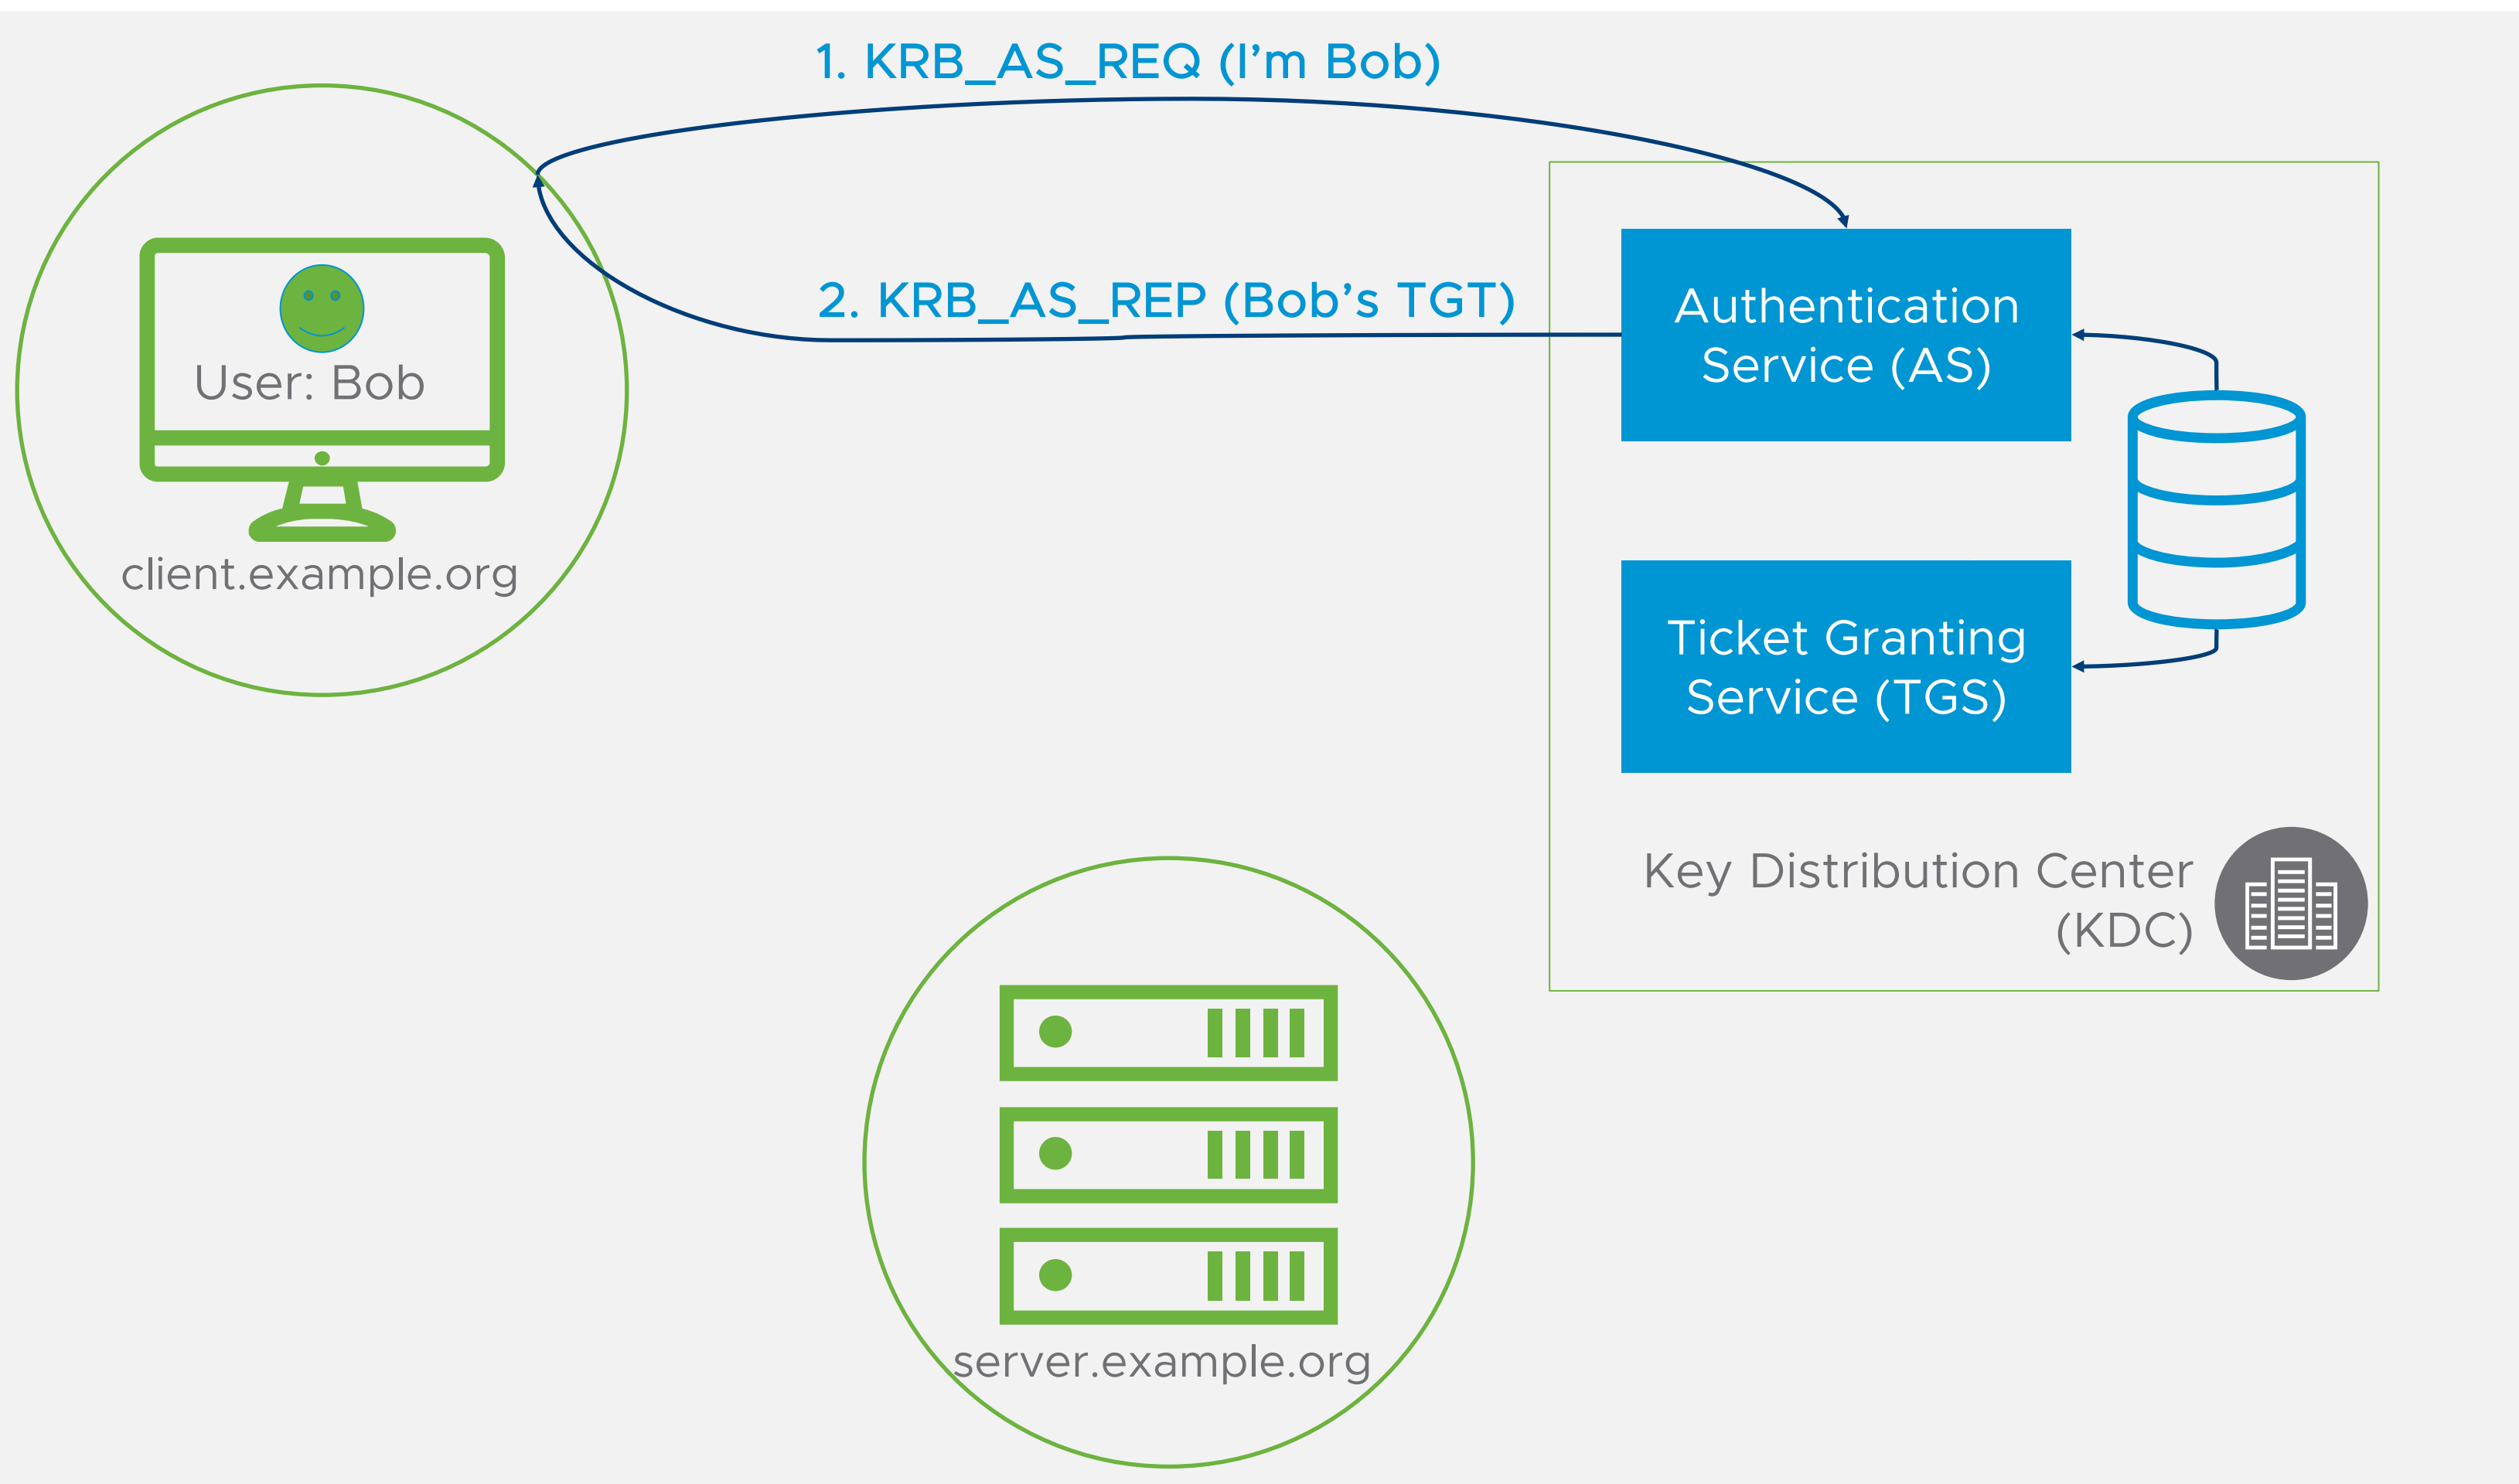 1. KRB_AS_REQ (I'm Bob)
2. KRB_AS_REP (Bob's TGT)
User: Bob
client.example.org
Authentication
Service (AS)
Ticket Granting
Service (TGS)
Key Distribution Center
(KDC)
server.example.org